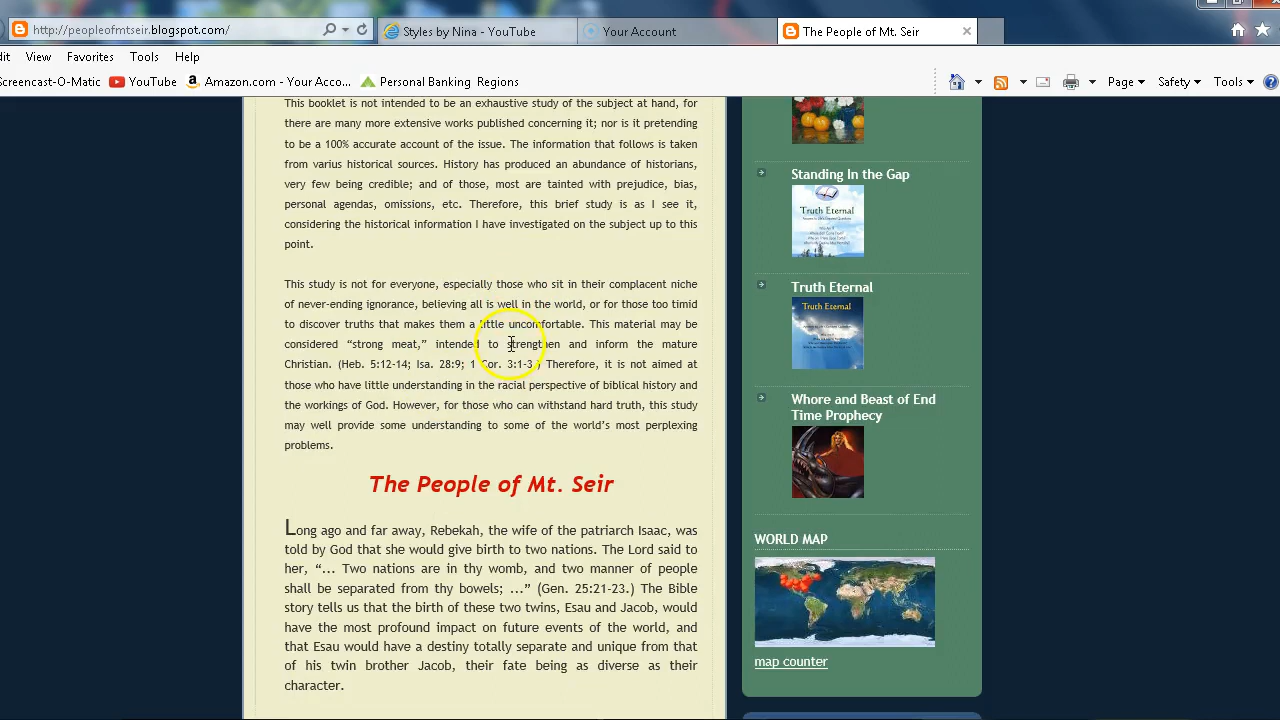 http://peopleofmtseir.blogspot.com/
Styles by Nina - YouTube
Your Account
The People of Mt. Seir
dit View Favorites Tools Help
Screencast-O-Matic YouTube Amazon.com - Your Acco... Personal Banking Regions
Page Safety Tools
This booklet is not intended to be an exhaustive study of the subject at hand, for
there are many more extensive works published concerning it; nor is it pretending
to be a 100% accurate account of the issue. The information that follows is taken
from varius historical sources. History has produced an abundance of historians,
very few being credible; and of those, most are tainted with prejudice, bias,
personal agendas, omissions, etc. Therefore, this brief study is as I see it,
considering the historical information I have investigated on the subject up to this
point.
This study is not for everyone, especially those who sit in their complacent niche
of never-ending ignorance, believing all is well in the world, or for those too timid
to discover truths that makes them a little uncomfortable. This material may be
considered “strong meat,” intended to strengthen and inform the mature
Christian. (Heb. 5:12-14; Isa. 28:9; 1 Cor. 3:1-3.) Therefore, it is not aimed at
those who have little understanding in the racial perspective of biblical history and
the workings of God. However, for those who can withstand hard truth, this study
may well provide some understanding to some of the world’s most perplexing
problems.
The People of Mt. Seir
Long ago and far away, Rebekah, the wife of the patriarch Isaac, was
told by God that she would give birth to two nations. The Lord said to
her, “... Two nations are in thy womb, and two manner of people
shall be separated from thy bowels; ...” (Gen. 25:21-23.) The Bible
story tells us that the birth of these two twins, Esau and Jacob, would
have the most profound impact on future events of the world, and
that Esau would have a destiny totally separate and unique from that
of his twin brother Jacob, their fate being as diverse as their
character.
Standing In the Gap
Truth Eternal
Truth Eternal
Truth Eternal
Whore and Beast of End
Time Prophecy
WORLD MAP
map counter